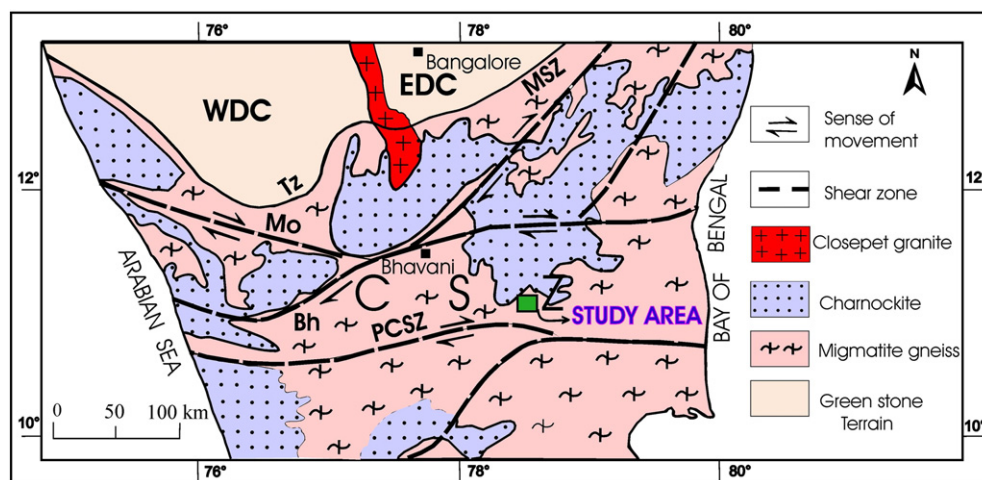 76°
78°
80°
N
Bangalore
EDC
WDC
MSZ
Sense of
movement
12°
12°
Tz
Shear zone
Mo
BAY OF BENGAL
Closepet granite
Bhavani
ARABIAN SEA
C S Z
Charnockite
STUDY AREA
Bh
PCSZ
Migmatite gneiss
0 50 100 km
Green stone
Terrain
10°
10°
76°
78°
80°